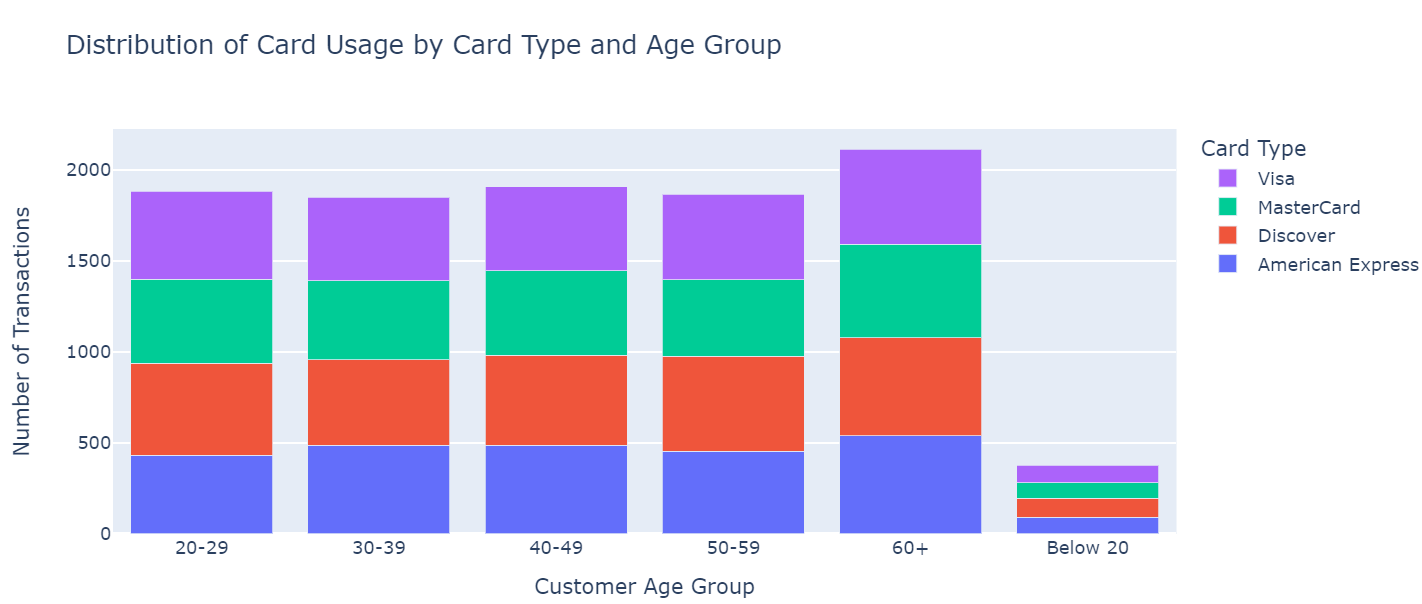 Distribution of Card Usage by Card Type and Age Group
Number of Transactions
2000
1500
1000
500
0
20-29
30-39
40-49
50-59
60+
Below 20
Customer Age Group
Card Type
Visa
MasterCard
Discover
American Express